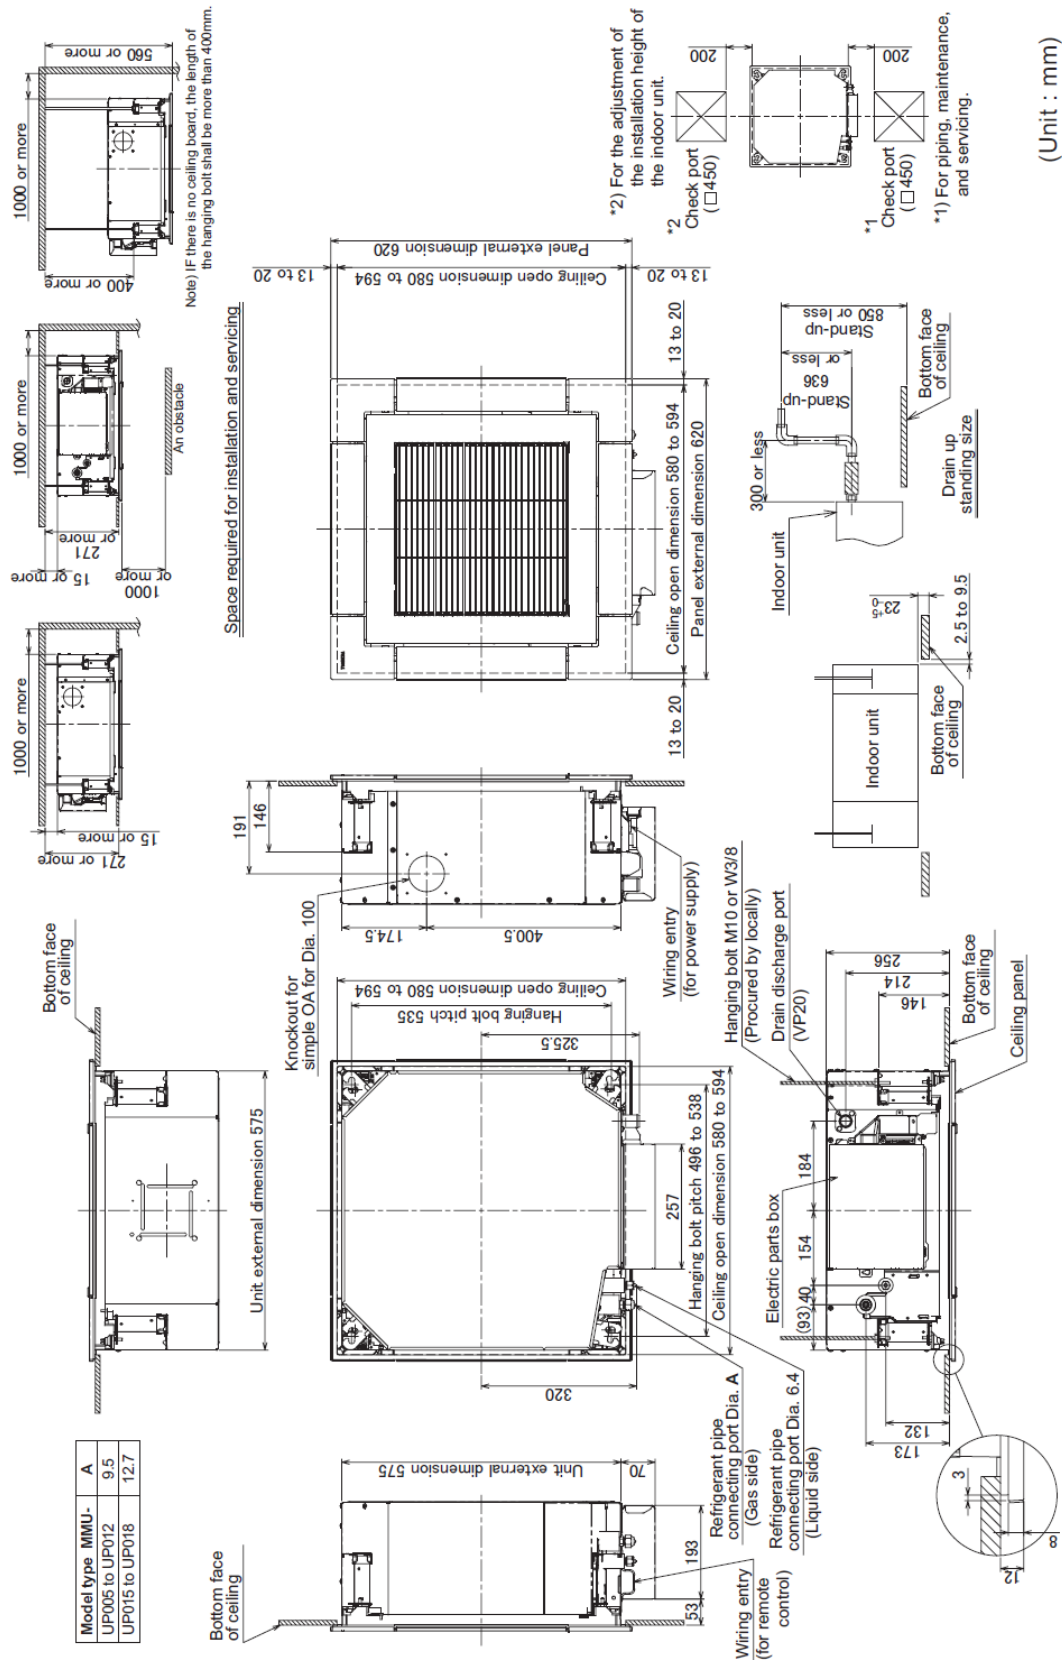 Model type MMU- A
UP005 to UP012 9.5
UP015 to UP018 12.7
Bottom face
of ceiling
Unit external dimension 575
Bottom face
of ceiling
Unit external dimension 575
70
53
193
Wiring entry
(for remote
control)
320
Refrigerant pipe
connecting port Dia. A
(Gas side)
Refrigerant pipe
connecting port Dia. 6.4
(Liquid side)
257
Hanging bolt pitch 496 to 538
Ceiling open dimension 580 to 594
325.5
Hanging bolt pitch 535
Ceiling open dimension 580 to 594
Knockout for
simple OA for Dia. 100
191
146
174.5
400.5
Wiring entry
(for power supply)
Hanging bolt M10 or W3/8
(Procured by locally)
Drain discharge port
(VP20)
Electric parts box
(93)
40
154
184
132
173
146
214
256
Bottom face
of ceiling
Ceiling panel
3
8
12
1000 or more
15 or more
271 or more
1000 or more
15 or more
271
or more
1000
or more
An obstacle
1000 or more
400 or more
560 or more
Note) IF there is no ceiling board, the length of
the hanging bolt shall be more than 400mm.
Space required for installation and servicing
13 to 20
Ceiling open dimension 580 to 594
Panel external dimension 620
13 to 20
13 to 20
Ceiling open dimension 580 to 594
Panel external dimension 620
13 to 20
Indoor unit
23 +5 -0
2.5 to 9.5
Bottom face
of ceiling
Indoor unit
300 or less
Stand-up
636
or less
Stand-up
850 or less
Bottom face
of ceiling
Drain up
standing size
*2) For the adjustment of
the installation height of
the indoor unit.
*2
Check port
(□450)
200
200
*1
Check port
(□450)
*1) For piping, maintenance,
and servicing.
(Unit : mm)